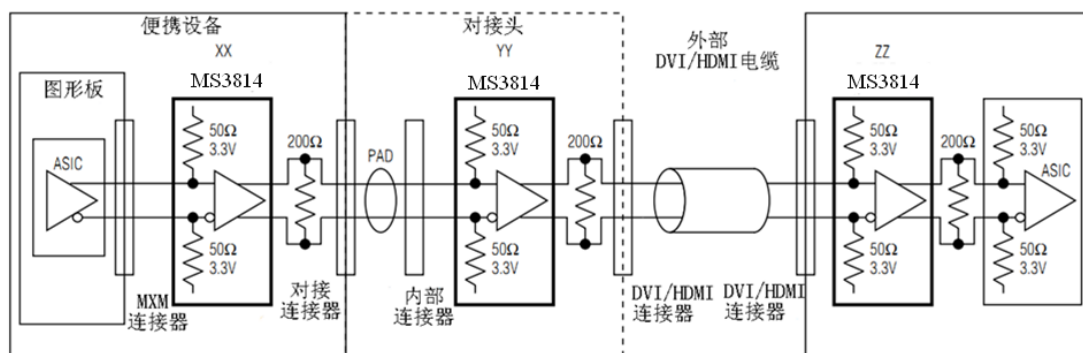 便携设备
对接头
外部
DVI/HDMI电缆
XX
YY
ZZ
图形板
MS3814
MS3814
MS3814
50Ω
3.3V
200Ω
PAD
50Ω
3.3V
200Ω
50Ω
3.3V
200Ω
ASIC
ASIC
50Ω
3.3V
50Ω
3.3V
50Ω
3.3V
50Ω
3.3V
50Ω
3.3V
MXM
连接器
对接
连接器
内部
连接器
DVI/HDMI
连接器
DVI/HDMI
连接器